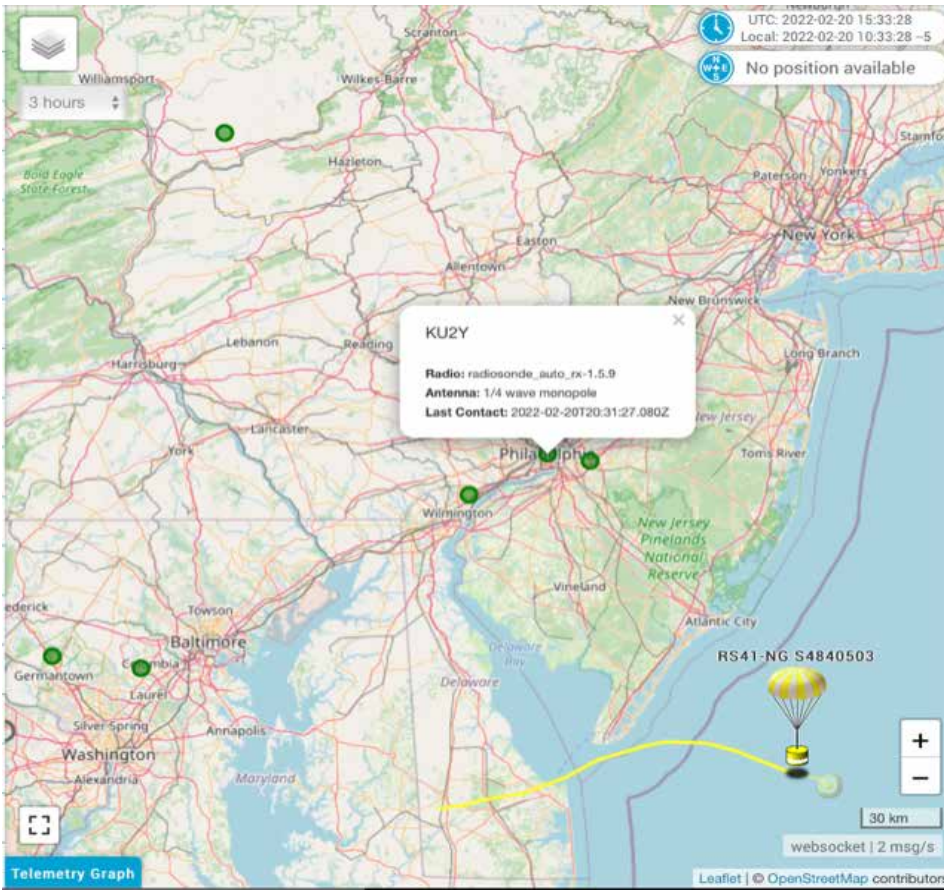 Newburgh
UTC: 2022-02-20 15:33:28
Local: 2022-02-20 10:33:28 -5
No position available
N
W+E
S
Scranton
Williamsport
Wilkes-Barre
3 hours
Stamfo
Hazleton
Paterson
Yonkers
Bald Eagle
State Forest
New York
Easton
Allentown
New Brunswick
KU2Y
×
Radio: radiosonde_auto_rx-1.5.9
Antenna: 1/4 wave monopole
Last Contact: 2022-02-20T20:31:27.080Z
Lebanon
Reading
Long Branch
Harrisburg
Lancaster
New Jersey
York
Philadelphi
Toms River
Wilmington
New Jersey
Pinelands
National
Reserve
Vineland
ederick
Towson
Atlantic City
Baltimore
Delaware
Bay
RS41-NG S4840503
Columbia
Germantown
Delaware
Laurel
Silver Spring
Annapolis
Washington
Maryland
Alexandria
+
−
30 km
websocket | 2 msg/s
Telemetry Graph
Leaflet | © OpenStreetMap contributors